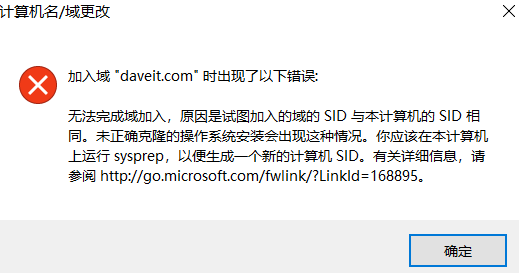 计算机名/域更改
加入域 "daveit.com" 时出现了以下错误:
无法完成域加入，原因是试图加入的域的 SID 与本计算机的 SID 相
同。未正确克隆的操作系统安装会出现这种情况。你应该在本计算机
上运行 sysprep，以便生成一个新的计算机 SID。有关详细信息，请
参阅 http://go.microsoft.com/fwlink/?LinkId=168895。
确定